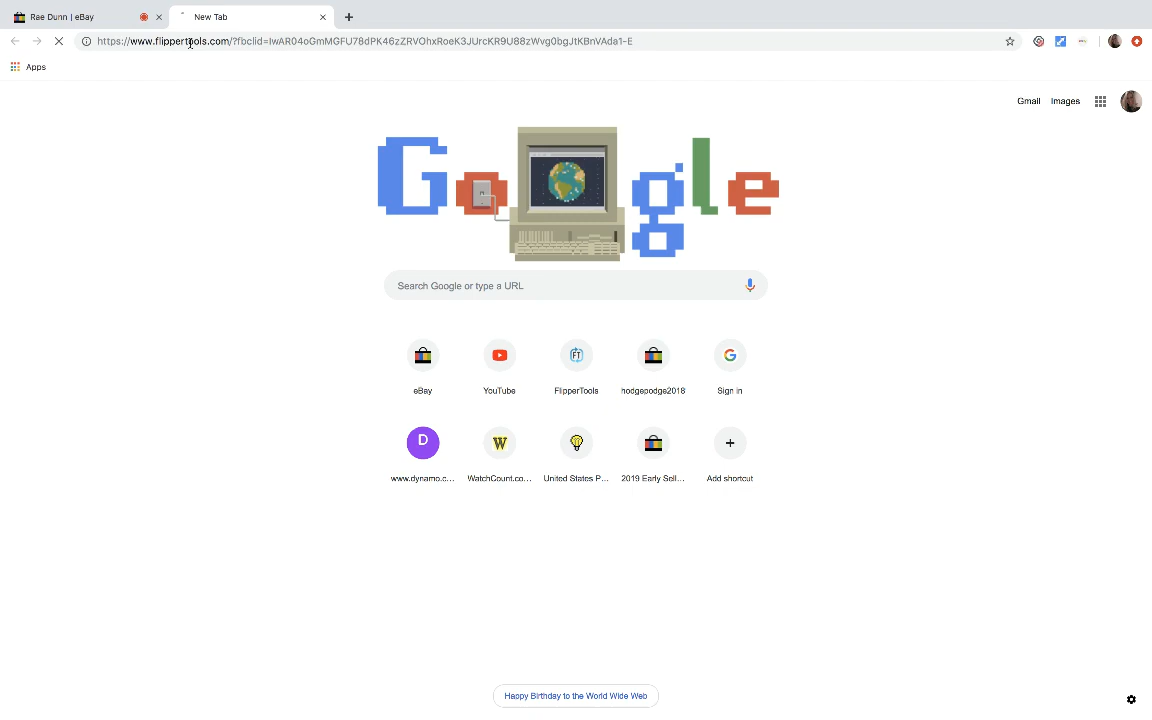 Rae Dunn | eBay
New Tab
https://www.flippertools.com/?fbclid=IwAR04oGmMGFU78dPK46zZRVOhxRoeK3JUrcKR9U88zWvg0bgJtKBnVAda1-E
Apps
Gmail Images
Google
Search Google or type a URL
eBay YouTube FlipperTools hodgepodge2018 Sign in
D
www.dynamo.c... WatchCount.co... United States P... 2019 Early Sell... Add shortcut
Happy Birthday to the World Wide Web